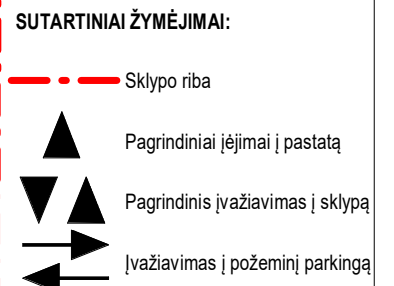 SUTARTINIAI ŽYMĖJIMAI:
Sklypo riba
Pagrindiniai įėjimai į pastatą
Pagrindinis įvažiavimas į sklypą
Įvažiavimas į požeminį parkingą